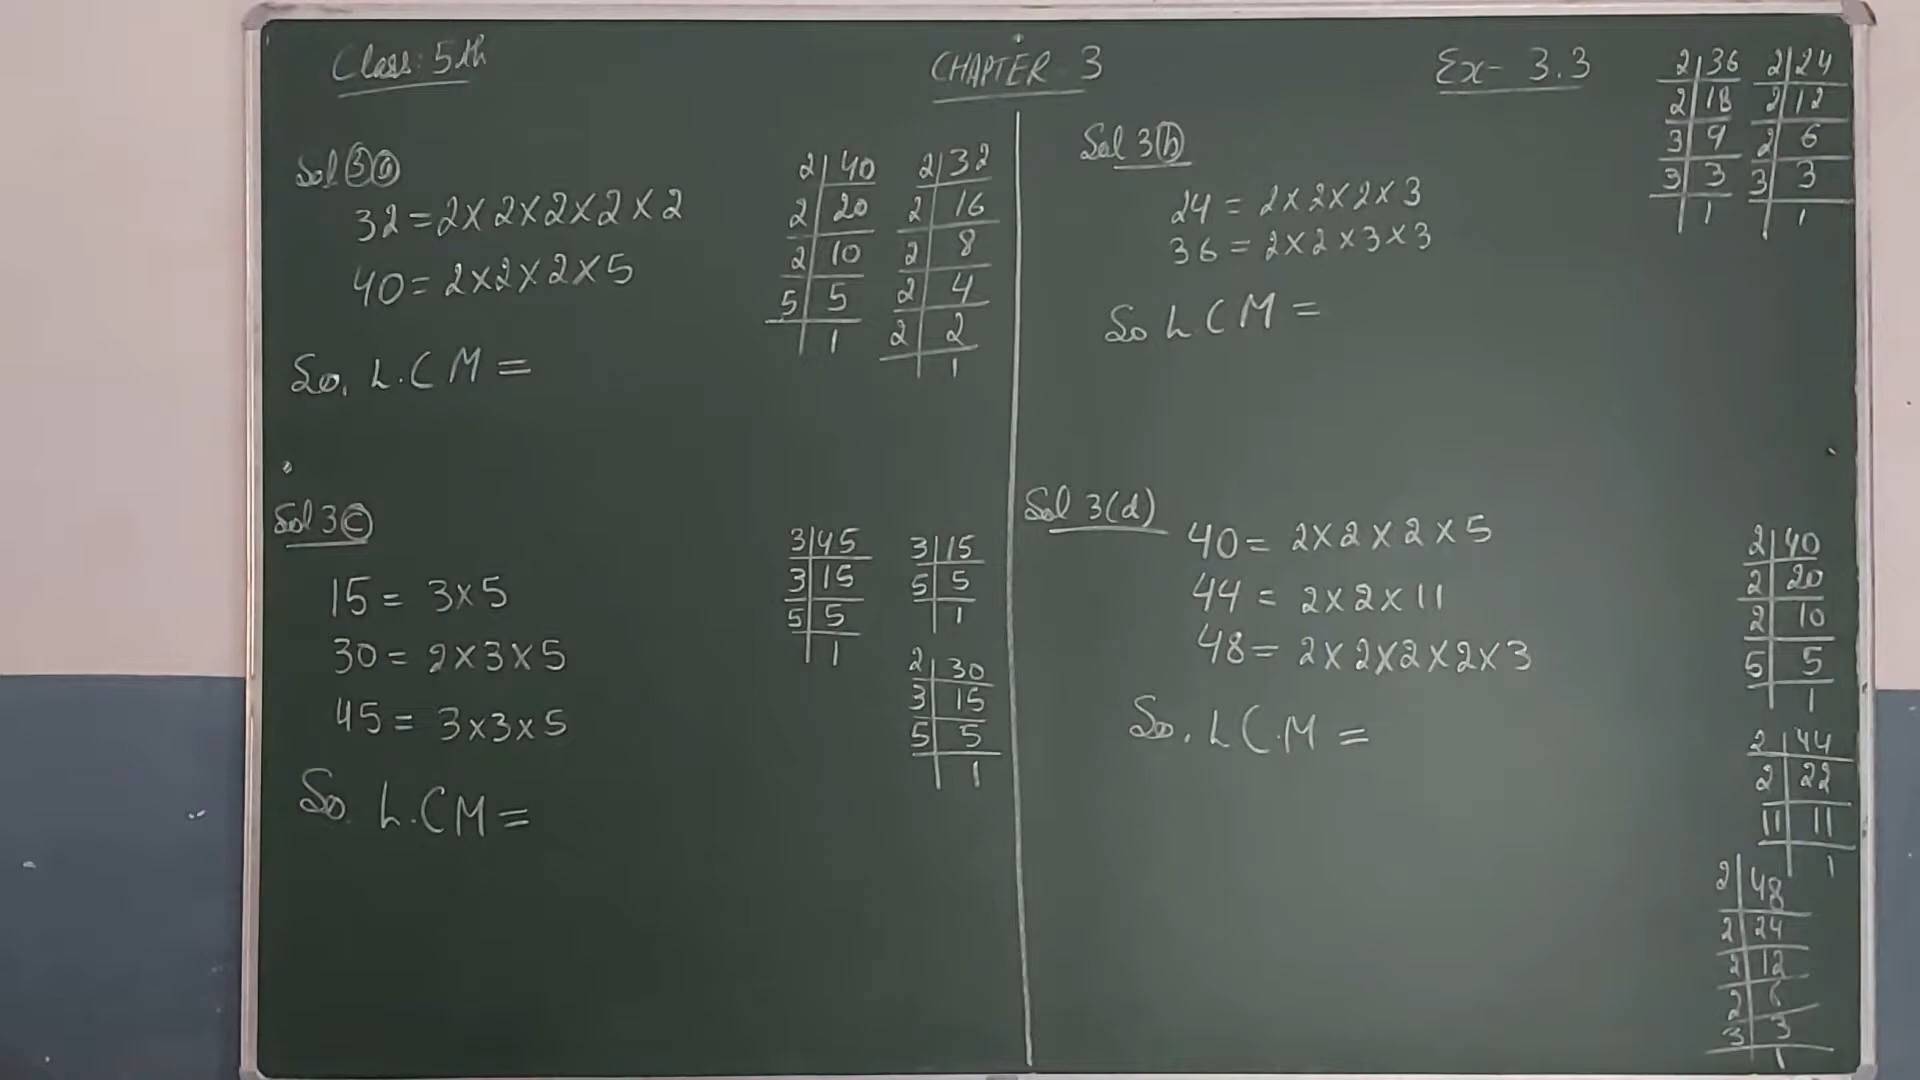 Class: 5th
CHAPTER 3
Ex- 3.3
Sol 3 a
32 = 2 × 2 × 2 × 2 × 2
40 = 2 × 2 × 2 × 5
So, L.C M =
2 | 40
2 | 20
2 | 10
5 | 5
| 1
2 | 32
2 | 16
2 | 8
2 | 4
2 | 2
| 1
Sol 3 b
24 = 2 × 2 × 2 × 3
36 = 2 × 2 × 3 × 3
So L C M =
2 | 36
2 | 18
3 | 9
3 | 3
| 1
2 | 24
2 | 12
2 | 6
3 | 3
| 1
Sol 3 c
15 = 3 × 5
30 = 2 × 3 × 5
45 = 3 × 3 × 5
So. L.C M =
3 | 45
3 | 15
5 | 5
| 1
3 | 15
5 | 5
| 1
2 | 30
3 | 15
5 | 5
| 1
Sol 3(d)
40 = 2 × 2 × 2 × 5
44 = 2 × 2 × 11
48 = 2 × 2 × 2 × 2 × 3
So. L C.M =
2 | 40
2 | 20
2 | 10
5 | 5
| 1
2 | 44
2 | 22
11 | 11
| 1
2 | 48
2 | 24
2 | 12
2 |
3 | 3
| 1